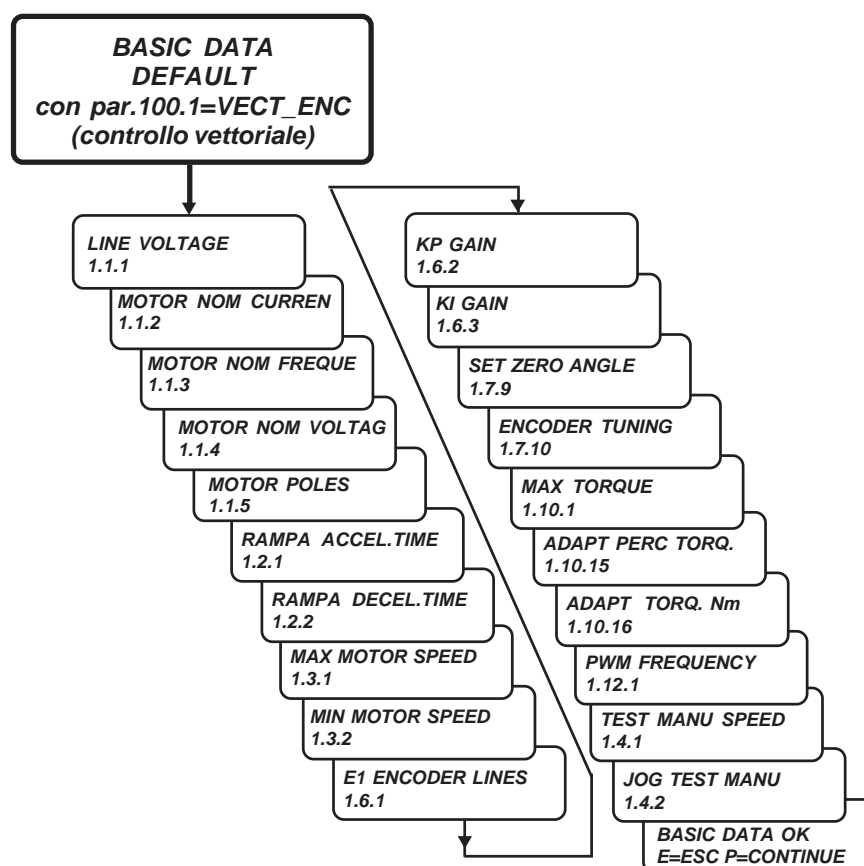 BASIC DATA
DEFAULT
con par.100.1=VECT_ENC
(controllo vettoriale)
LINE VOLTAGE
1.1.1
MOTOR NOM CURREN
1.1.2
MOTOR NOM FREQUE
1.1.3
MOTOR NOM VOLTAG
1.1.4
MOTOR POLES
1.1.5
RAMPA ACCEL.TIME
1.2.1
RAMPA DECEL.TIME
1.2.2
MAX MOTOR SPEED
1.3.1
MIN MOTOR SPEED
1.3.2
E1 ENCODER LINES
1.6.1
KP GAIN
1.6.2
KI GAIN
1.6.3
SET ZERO ANGLE
1.7.9
ENCODER TUNING
1.7.10
MAX TORQUE
1.10.1
ADAPT PERC TORQ.
1.10.15
ADAPT TORQ. Nm
1.10.16
PWM FREQUENCY
1.12.1
TEST MANU SPEED
1.4.1
JOG TEST MANU
1.4.2
BASIC DATA OK
E=ESC P=CONTINUE